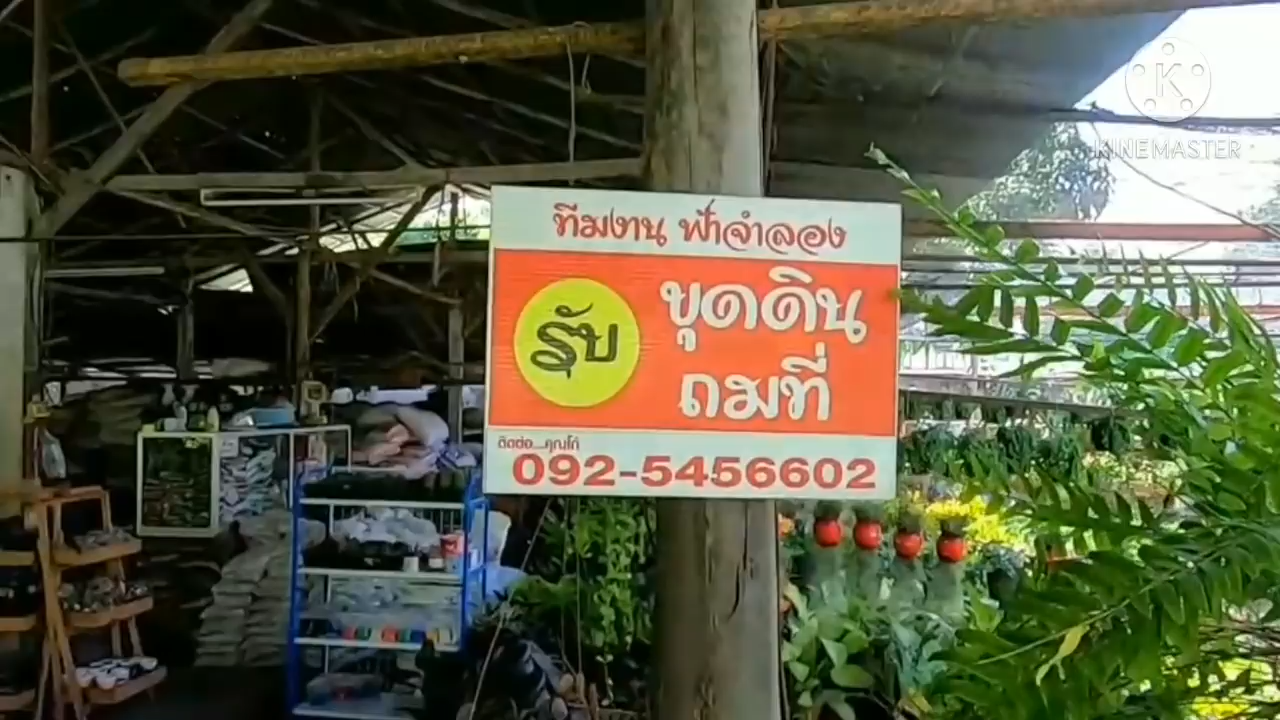 K
KINEMASTER
ทีมงาน ฟ้าจำลอง
รับ
ขุดดิน
ถมที่
ติดต่อ....คุณโก้
092-5456602